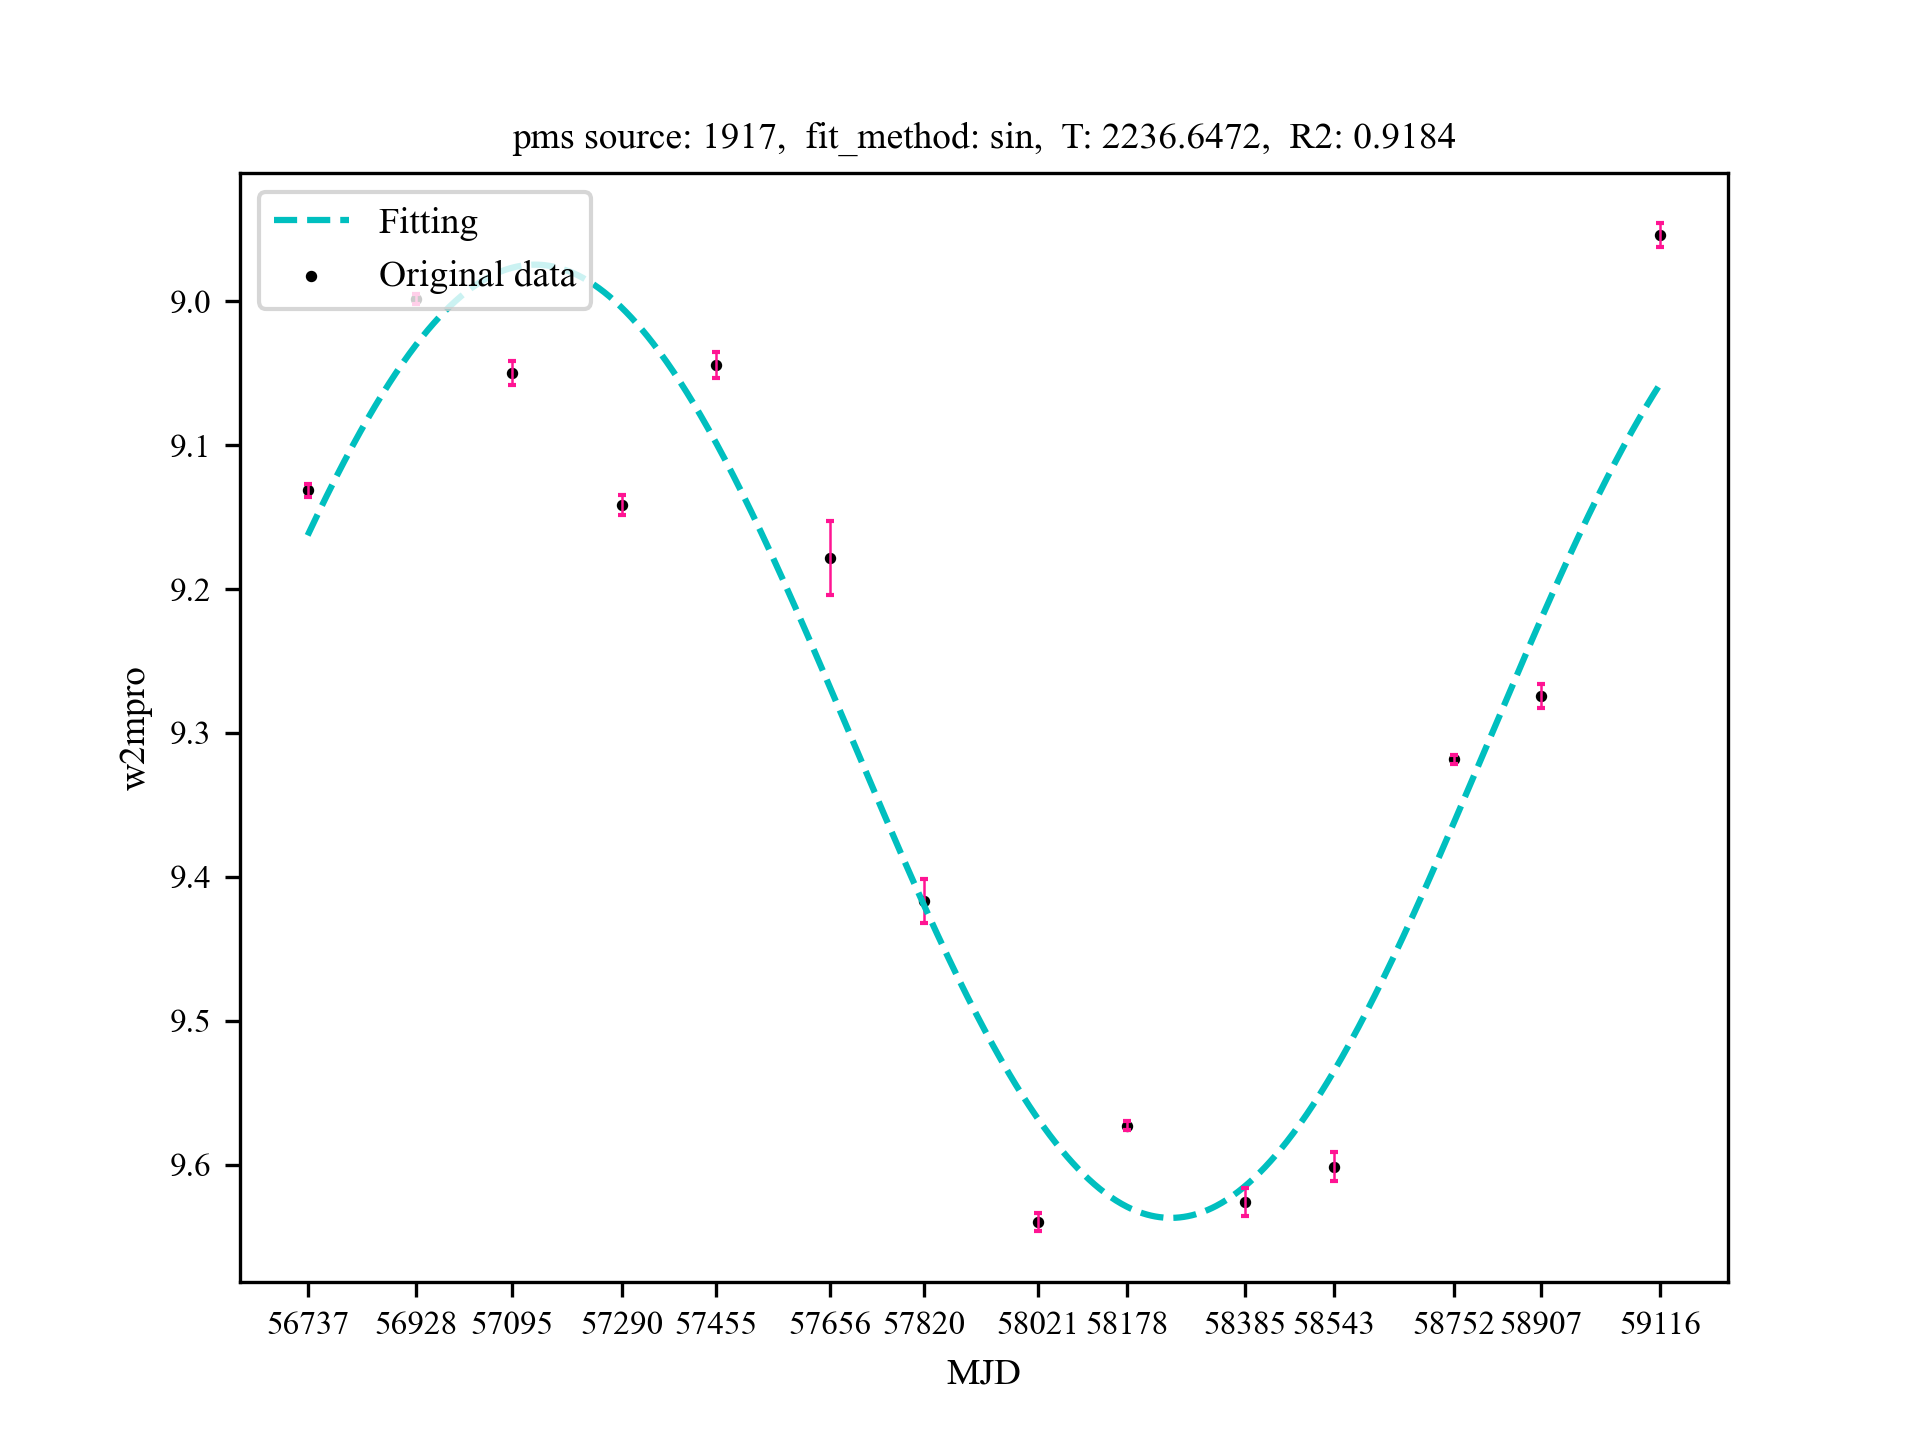 pms source: 1917, fit_method: sin, T: 2236.6472, R2: 0.9184
Fitting
Original data
9.0
9.1
9.2
9.3
9.4
9.5
9.6
w2mpro
56737 56928 57095 57290 57455 57656 57820 58021 58178 58385 58543 58752 58907 59116
MJD